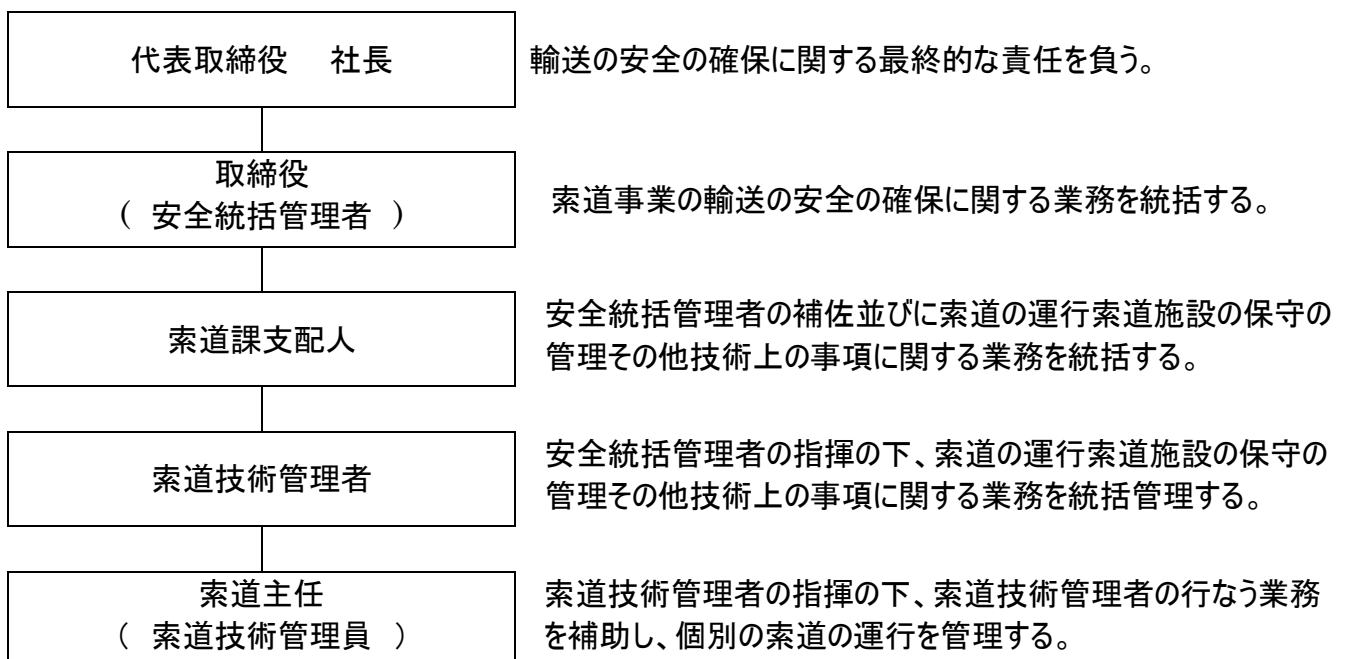 代表取締役　社長
輸送の安全の確保に関する最終的な責任を負う。
取締役
（ 安全統括管理者 ）
索道事業の輸送の安全の確保に関する業務を統括する。
索道課支配人
安全統括管理者の補佐並びに索道の運行索道施設の保守の
管理その他技術上の事項に関する業務を統括する。
索道技術管理者
安全統括管理者の指揮の下、索道の運行索道施設の保守の
管理その他技術上の事項に関する業務を統括管理する。
索道主任
（ 索道技術管理員 ）
索道技術管理者の指揮の下、索道技術管理者の行なう業務
を補助し、個別の索道の運行を管理する。